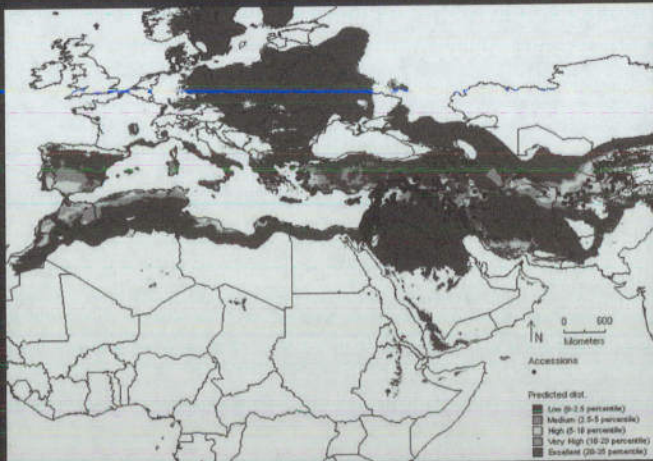 N
0 600
kilometers
Accessions
Predicted dist.
Low (0-2.5 percentile)
Medium (2.5-5 percentile)
High (5-10 percentile)
Very High (10-20 percentile)
Excellent (20-35 percentile)